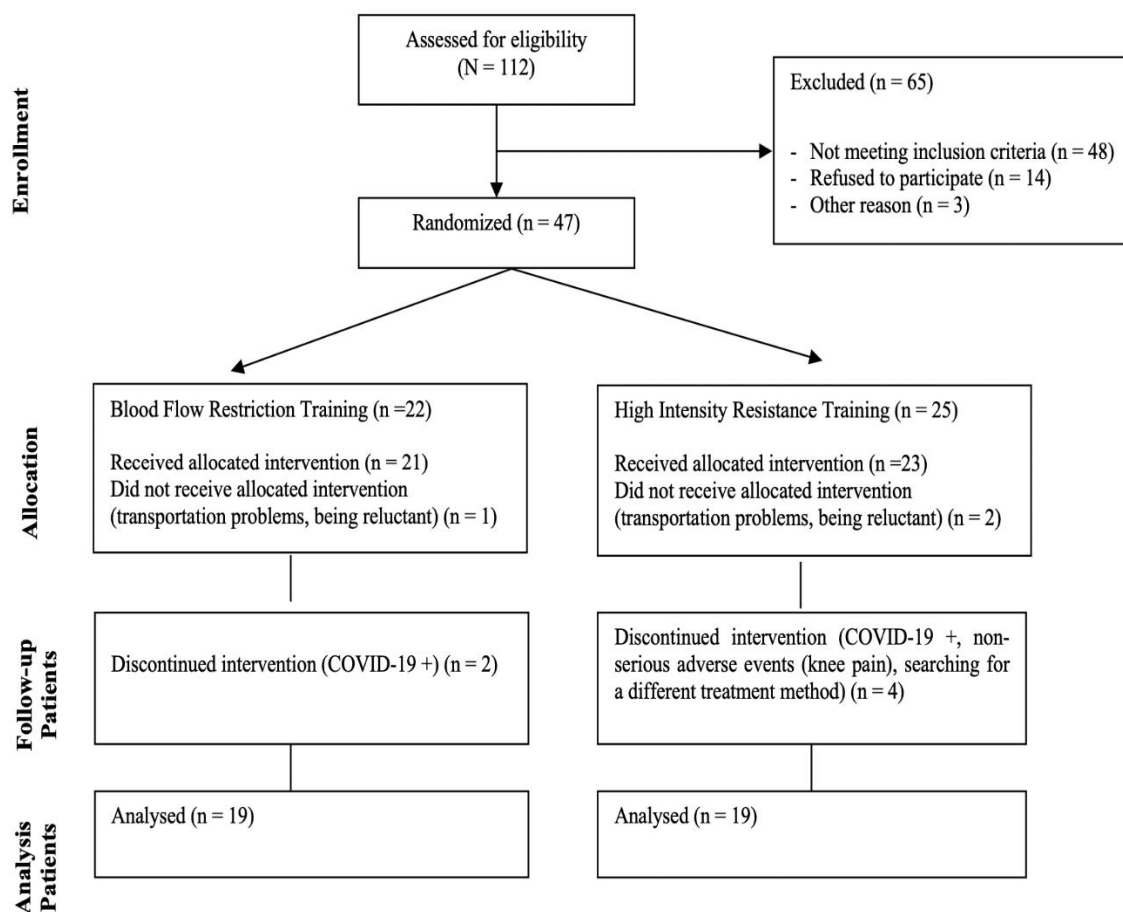 Enrollment
Assessed for eligibility
(N = 112)
Excluded (n = 65)
- Not meeting inclusion criteria (n = 48)
- Refused to participate (n = 14)
- Other reason (n = 3)
Randomized (n = 47)
Allocation
Blood Flow Restriction Training (n =22)
Received allocated intervention (n = 21)
Did not receive allocated intervention
(transportation problems, being reluctant) (n = 1)
High Intensity Resistance Training (n = 25)
Received allocated intervention (n =23)
Did not receive allocated intervention
(transportation problems, being reluctant) (n = 2)
Follow-up
Patients
Discontinued intervention (COVID-19 +) (n = 2)
Discontinued intervention (COVID-19 +, non-
serious adverse events (knee pain), searching for
a different treatment method) (n = 4)
Analysis
Patients
Analysed (n = 19)
Analysed (n = 19)